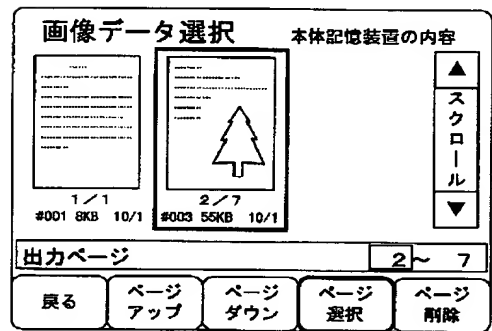 画像データ選択 本体記憶装置の内容
▲
スクロール
▼
1/1 2/7
#001 8KB 10/1 #003 55KB 10/1
出力ページ 2~ 7
戻る ページアップ ページダウン ページ選択 ページ削除